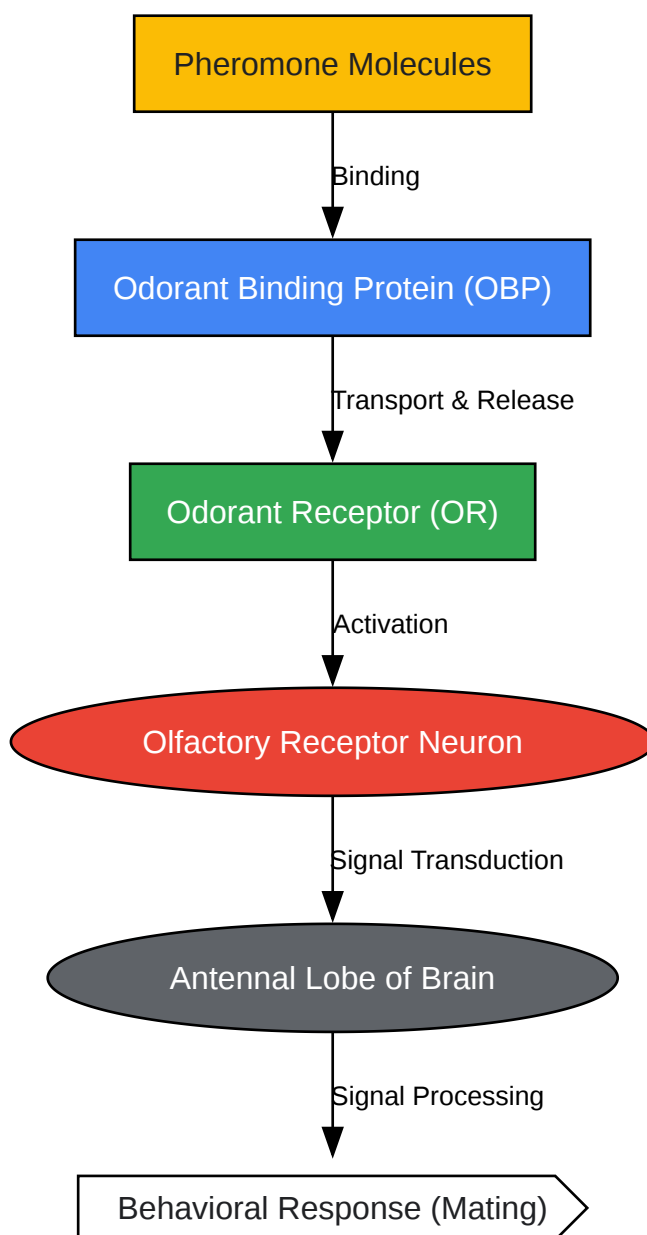 Pheromone Molecules
Binding
Odorant Binding Protein (OBP)
Transport & Release
Odorant Receptor (OR)
Activation
Olfactory Receptor Neuron
Signal Transduction
Antennal Lobe of Brain
Signal Processing
Behavioral Response (Mating)